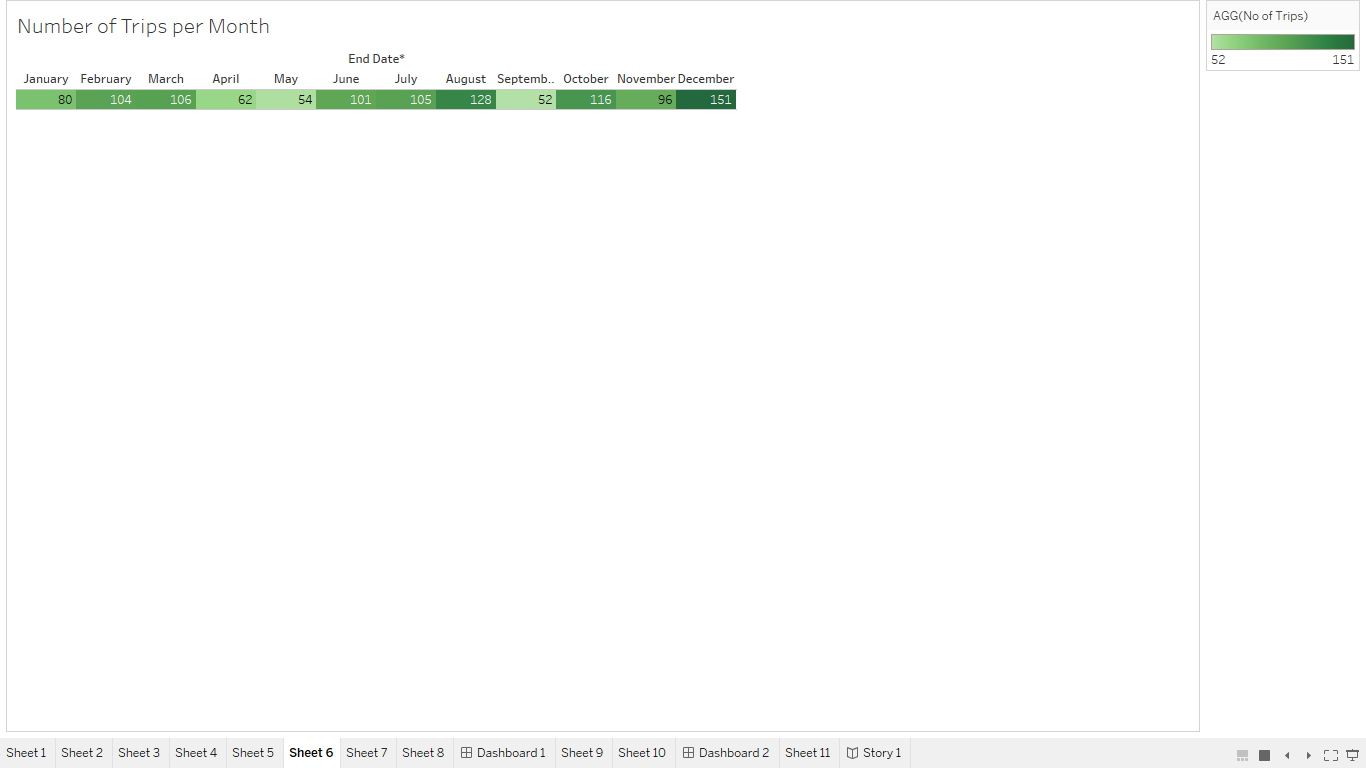 Number of Trips per Month
AGG(No of Trips)
52 151
End Date*
January February March April May June July August Septemb.. October November December
80 104 106 62 54 101 105 128 52 116 96 151
Sheet 1 Sheet 2 Sheet 3 Sheet 4 Sheet 5 Sheet 6 Sheet 7 Sheet 8 Dashboard 1 Sheet 9 Sheet 10 Dashboard 2 Sheet 11 Story 1